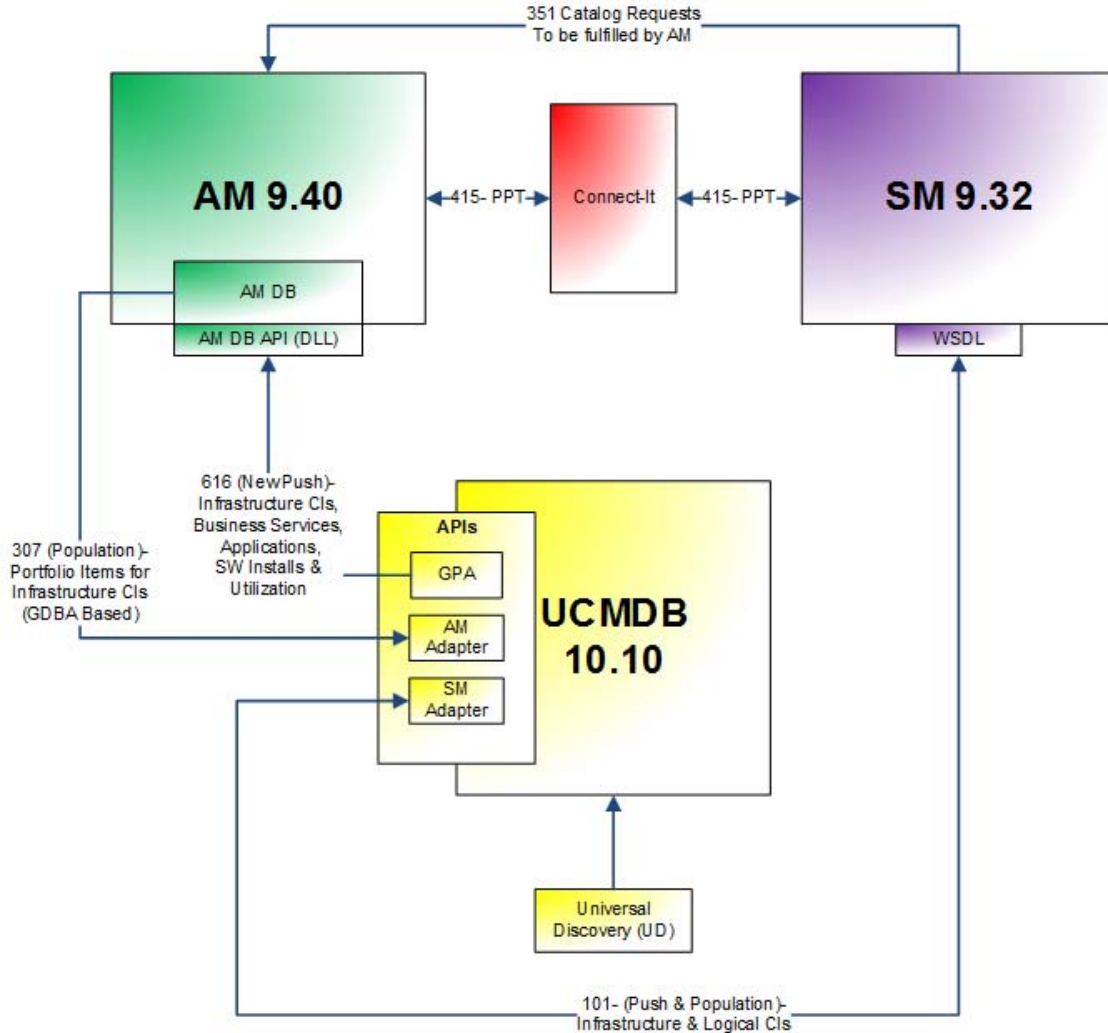 351 Catalog Requests
To be fulfilled by AM
AM 9.40
415- PPT
Connect-It
415- PPT
SM 9.32
AM DB
AM DB API (DLL)
WSDL
616 (New Push)-
Infrastructure CIs,
Business Services,
Applications,
SW Installs &
Utilization
307 (Population)-
Portfolio Items for
Infrastructure CIs
(GDBA Based)
APIs
GPA
AM
Adapter
SM
Adapter
UCMDB
10.10
Universal
Discovery (UD)
101- (Push & Population)-
Infrastructure & Logical CIs